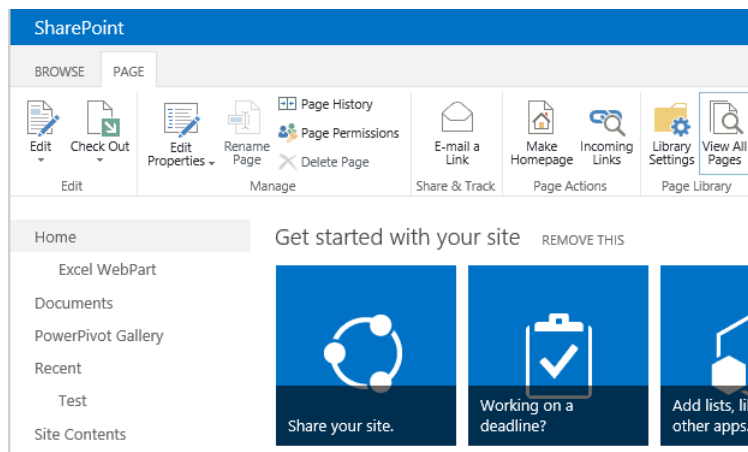 SharePoint
BROWSE PAGE
Edit
Check Out
Edit
Properties
Rename
Page
Page History
Page Permissions
Delete Page
E-mail a
Link
Make
Homepage
Incoming
Links
Library
Settings
View All
Pages
Edit
Manage
Share & Track
Page Actions
Page Library
Home
Excel WebPart
Documents
PowerPivot Gallery
Recent
Test
Site Contents
Get started with your site REMOVE THIS
Share your site.
Working on a
deadline?
Add lists,
other apps.